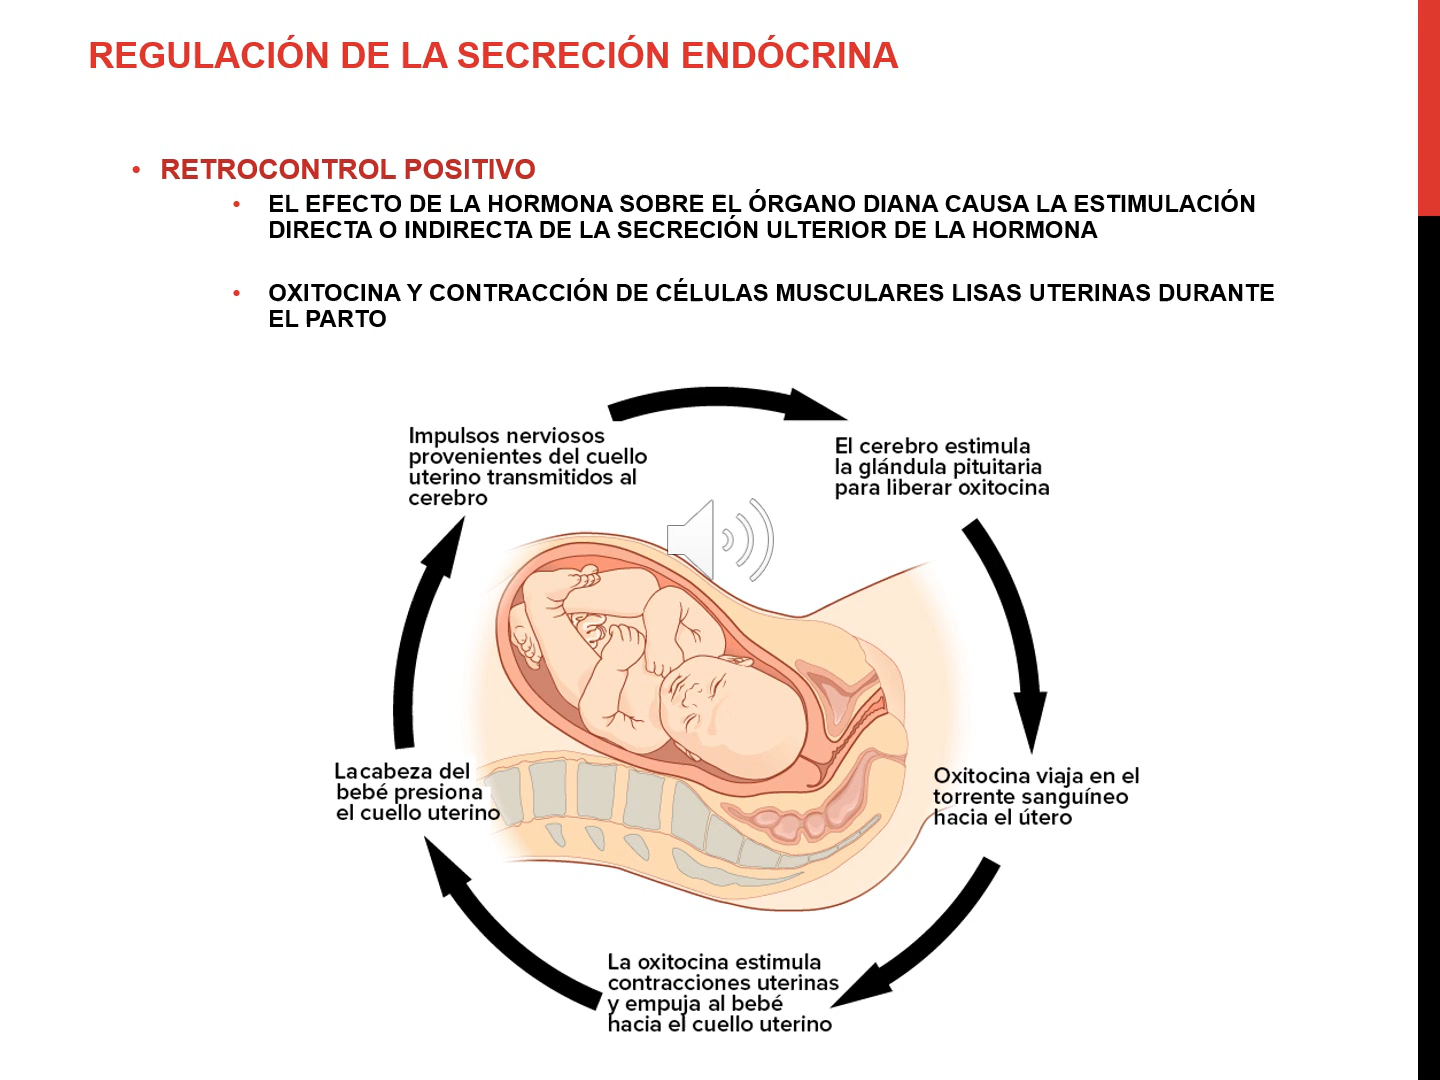 REGULACIÓN DE LA SECRECIÓN ENDÓCRINA
• RETROCONTROL POSITIVO
• EL EFECTO DE LA HORMONA SOBRE EL ÓRGANO DIANA CAUSA LA ESTIMULACIÓN
DIRECTA O INDIRECTA DE LA SECRECIÓN ULTERIOR DE LA HORMONA
• OXITOCINA Y CONTRACCIÓN DE CÉLULAS MUSCULARES LISAS UTERINAS DURANTE
EL PARTO
Impulsos nerviosos
provenientes del cuello
uterino transmitidos al
cerebro
El cerebro estimula
la glándula pituitaria
para liberar oxitocina
Oxitocina viaja en el
torrente sanguíneo
hacia el útero
La oxitocina estimula
contracciones uterinas
y empuja al bebé
hacia el cuello uterino
La cabeza del
bebé presiona
el cuello uterino